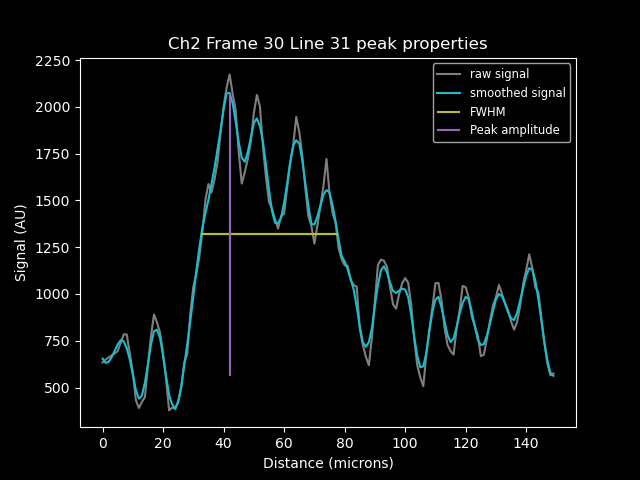 Ch2 Frame 30 Line 31 peak properties
raw signal
smoothed signal
FWHM
Peak amplitude
Signal (AU)
2250
2000
1750
1500
1250
1000
750
500
0 20 40 60 80 100 120 140
Distance (microns)